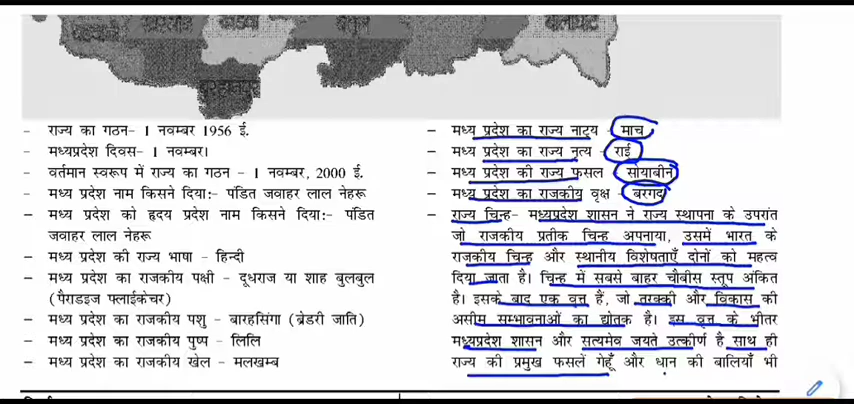 बुरहानपुर
- राज्य का गठन- 1 नवम्बर 1956 ई.
- मध्यप्रदेश दिवस- 1 नवम्बर।
- वर्तमान स्वरूप में राज्य का गठन - 1 नवम्बर, 2000 ई.
- मध्य प्रदेश नाम किसने दिया:- पंडित जवाहर लाल नेहरू
- मध्य प्रदेश को हृदय प्रदेश नाम किसने दिया:- पंडित
जवाहर लाल नेहरू
- मध्य प्रदेश की राज्य भाषा - हिन्दी
- मध्य प्रदेश का राजकीय पक्षी - दूधराज या शाह बुलबुल
(पैराडइज फ्लाईकेचर)
- मध्य प्रदेश का राजकीय पशु - बारहसिंगा (ब्रेडरी जाति)
- मध्य प्रदेश का राजकीय पुष्प - लिलि
- मध्य प्रदेश का राजकीय खेल - मलखम्ब
- मध्य प्रदेश का राज्य नाट्य - माच
- मध्य प्रदेश का राज्य नृत्य - राई
- मध्य प्रदेश की राज्य फसल - सोयाबीन
- मध्य प्रदेश का राजकीय वृक्ष - बरगद
- राज्य चिन्ह- मध्यप्रदेश शासन ने राज्य स्थापना के उपरांत
जो राजकीय प्रतीक चिन्ह अपनाया, उसमें भारत के
राजकीय चिन्ह और स्थानीय विशेषताएँ दोनों को महत्व
दिया जाता है। चिन्ह में सबसे बाहर चौबीस स्तूप अंकित
है। इसके बाद एक वृत्त हैं, जो तरक्की और विकास की
असीम सम्भावनाओं का द्योतक है। इस वृत्त के भीतर
मध्यप्रदेश शासन और सत्यमेव जयते उत्कीर्ण है साथ ही
राज्य की प्रमुख फसलें गेहूँ और धान की बालियाँ भी